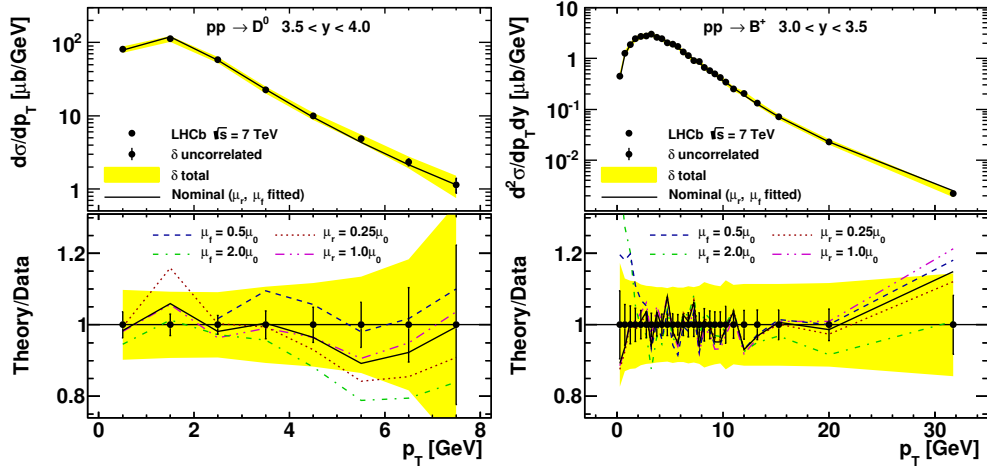 pp → D⁰ 3.5 < y < 4.0
dσ/dp_T [μb/GeV]
10²
10
1
LHCb √s = 7 TeV
δ uncorrelated
δ total
Nominal (μ_r, μ_f fitted)
Theory/Data
1.2
1
0.8
μ_f = 0.5μ_0
μ_r = 0.25μ_0
μ_f = 2.0μ_0
μ_r = 1.0μ_0
0 2 4 6 8
p_T [GeV]
pp → B⁺ 3.0 < y < 3.5
d²σ/dp_T dy [μb/GeV]
10
1
10⁻¹
10⁻²
LHCb √s = 7 TeV
δ uncorrelated
δ total
Nominal (μ_r, μ_f fitted)
Theory/Data
1.2
1
0.8
μ_f = 0.5μ_0
μ_r = 0.25μ_0
μ_f = 2.0μ_0
μ_r = 1.0μ_0
0 10 20 30
p_T [GeV]